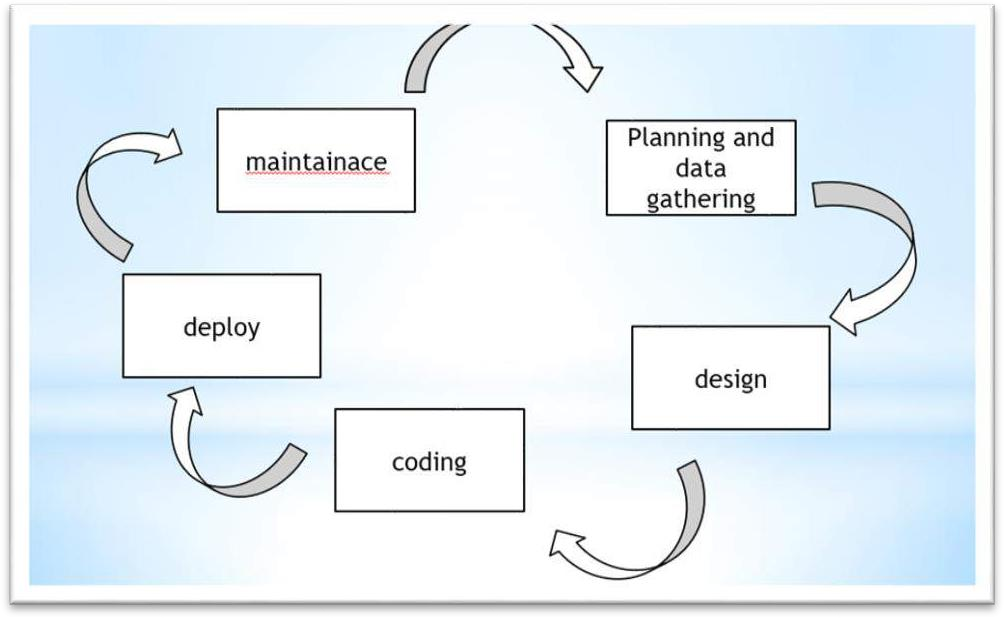 maintainace
Planning and
data
gathering
deploy
design
coding